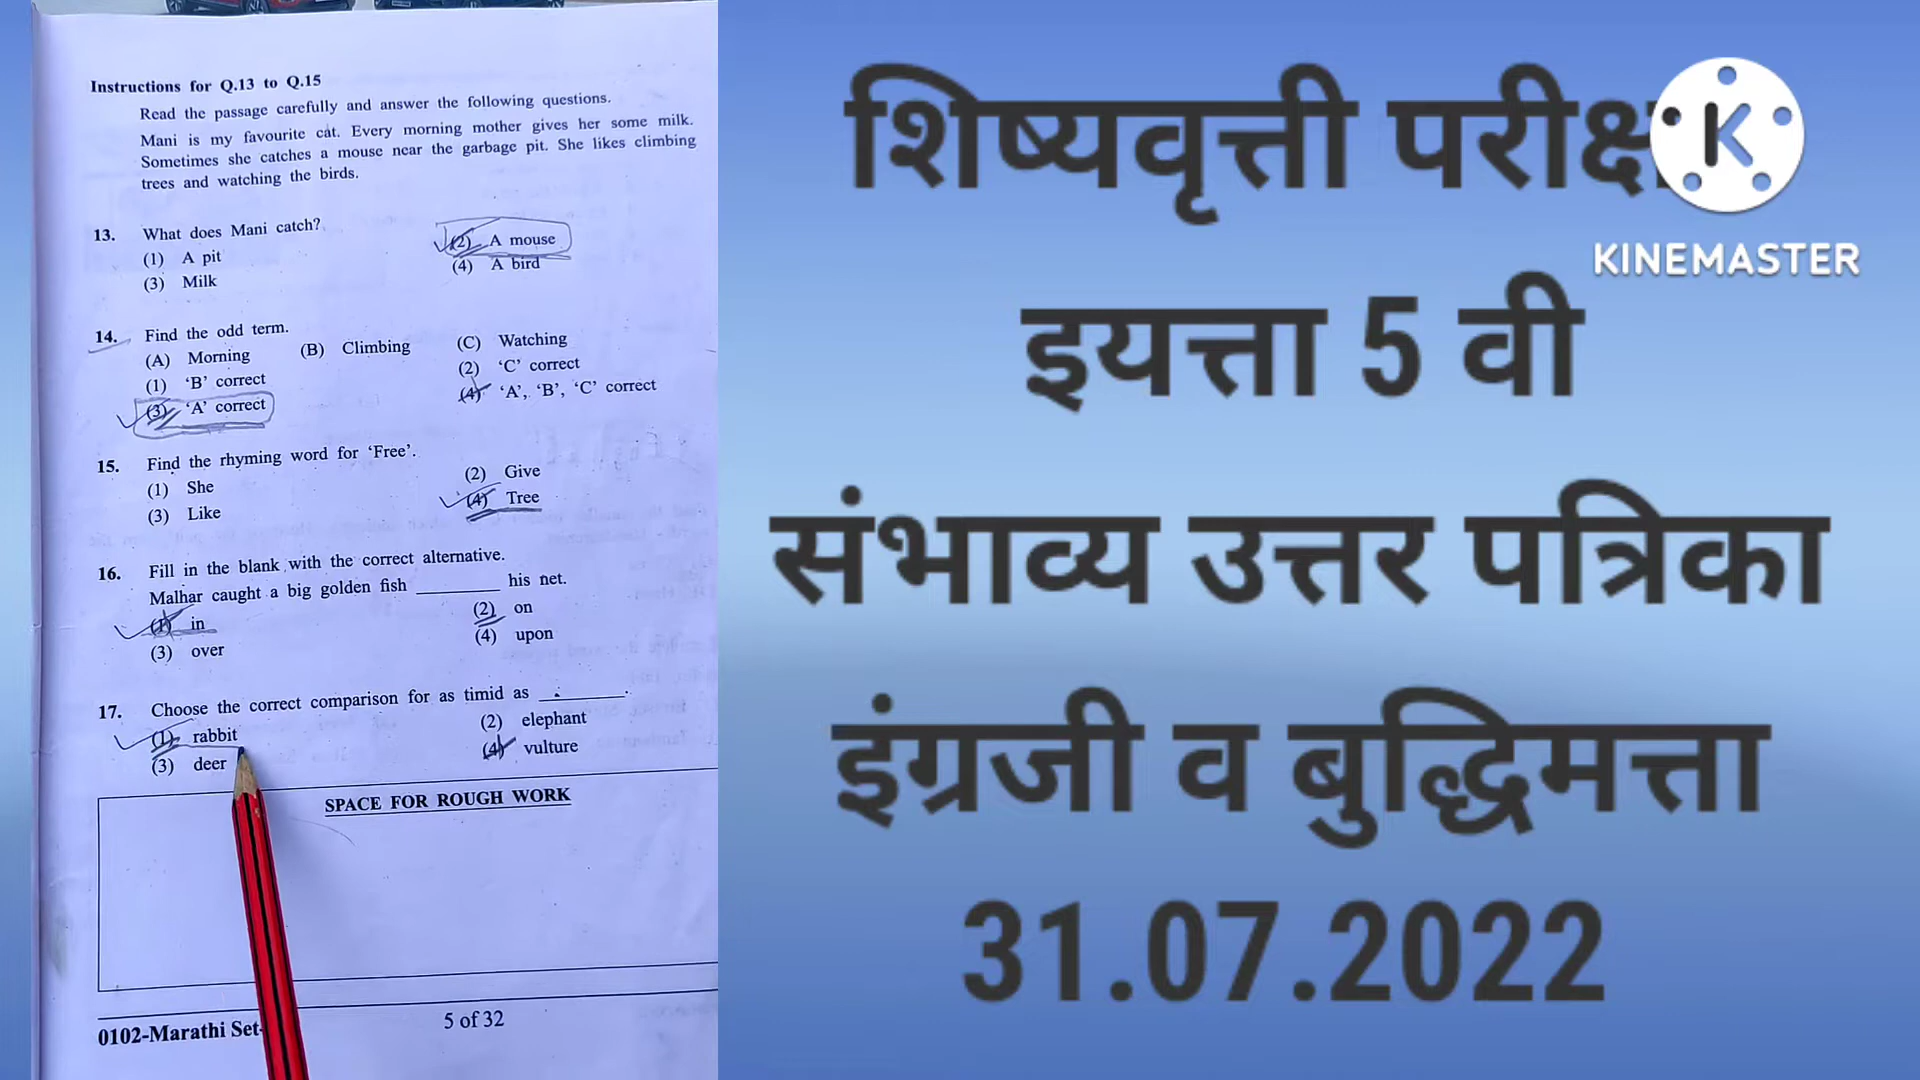 Instructions for Q.13 to Q.15
Read the passage carefully and answer the following questions.
Mani is my favourite cat. Every morning mother gives her some milk.
Sometimes she catches a mouse near the garbage pit. She likes climbing
trees and watching the birds.
13. What does Mani catch?
(1) A pit (2) A mouse
(3) Milk (4) A bird
14. Find the odd term.
(A) Morning (B) Climbing (C) Watching
(1) ‘B’ correct (2) ‘C’ correct
(3) ‘A’ correct (4) ‘A’, ‘B’, ‘C’ correct
15. Find the rhyming word for ‘Free’.
(1) She (2) Give
(3) Like (4) Tree
16. Fill in the blank with the correct alternative.
Malhar caught a big golden fish ________ his net.
(1) in (2) on
(3) over (4) upon
17. Choose the correct comparison for as timid as ________.
(1) rabbit (2) elephant
(3) deer (4) vulture
SPACE FOR ROUGH WORK
0102-Marathi Set-
5 of 32
शिष्यवृत्ती परीक्षा
इयत्ता 5 वी
संभाव्य उत्तर पत्रिका
इंग्रजी व बुद्धिमत्ता
31.07.2022
K
KINEMASTER